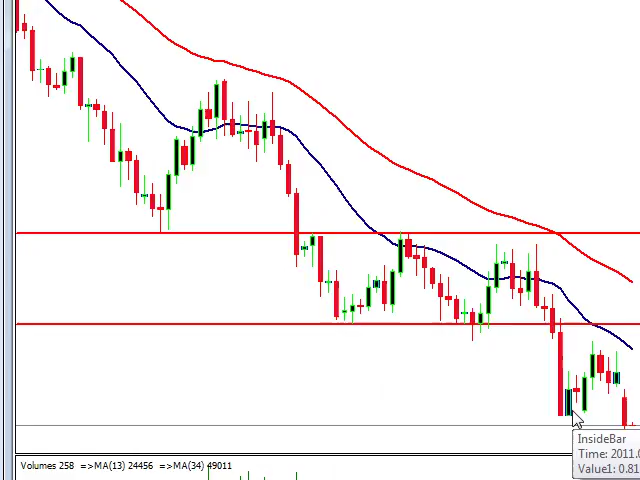 InsideBar
Time: 2011.0
Value1: 0.81
Volumes 258 =>MA(13) 24456 =>MA(34) 49011